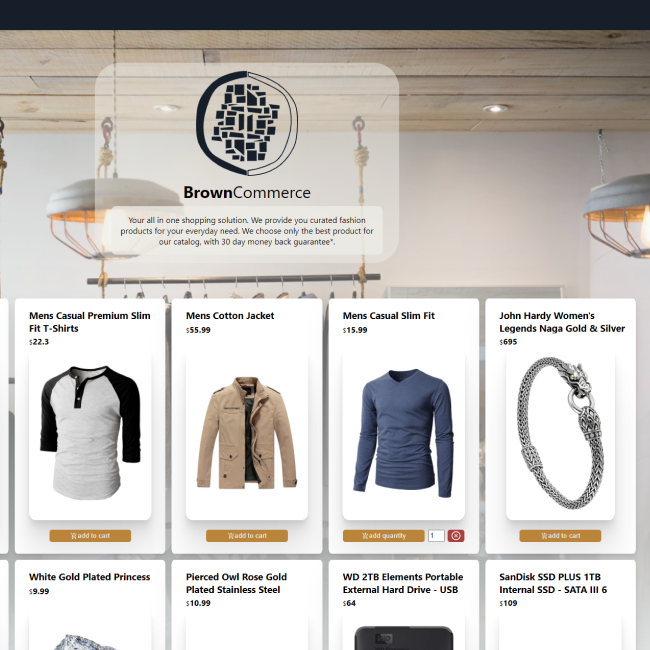 BrownCommerce
Your all in one shopping solution. We provide you curated fashion
products for your everyday need. We choose only the best product for
our catalog, with 30 day money back guarantee*.
Mens Casual Premium Slim
Fit T-Shirts
$22.3
add to cart
Mens Cotton Jacket
$55.99
add to cart
Mens Casual Slim Fit
$15.99
add quantity
1
John Hardy Women's
Legends Naga Gold & Silver
$695
add to cart
White Gold Plated Princess
$9.99
Pierced Owl Rose Gold
Plated Stainless Steel
$10.99
WD 2TB Elements Portable
External Hard Drive - USB
$64
SanDisk SSD PLUS 1TB
Internal SSD - SATA III 6
$109